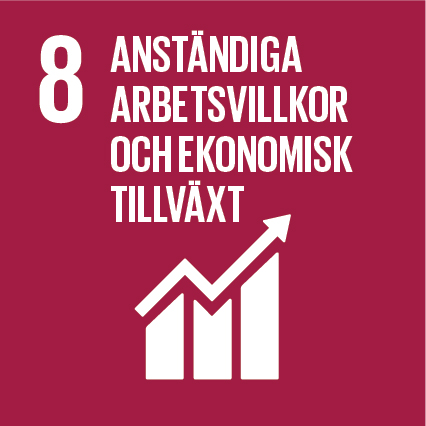 8 ANSTÄNDIGA
ARBETSVILLKOR
OCH EKONOMISK
TILLVÄXT